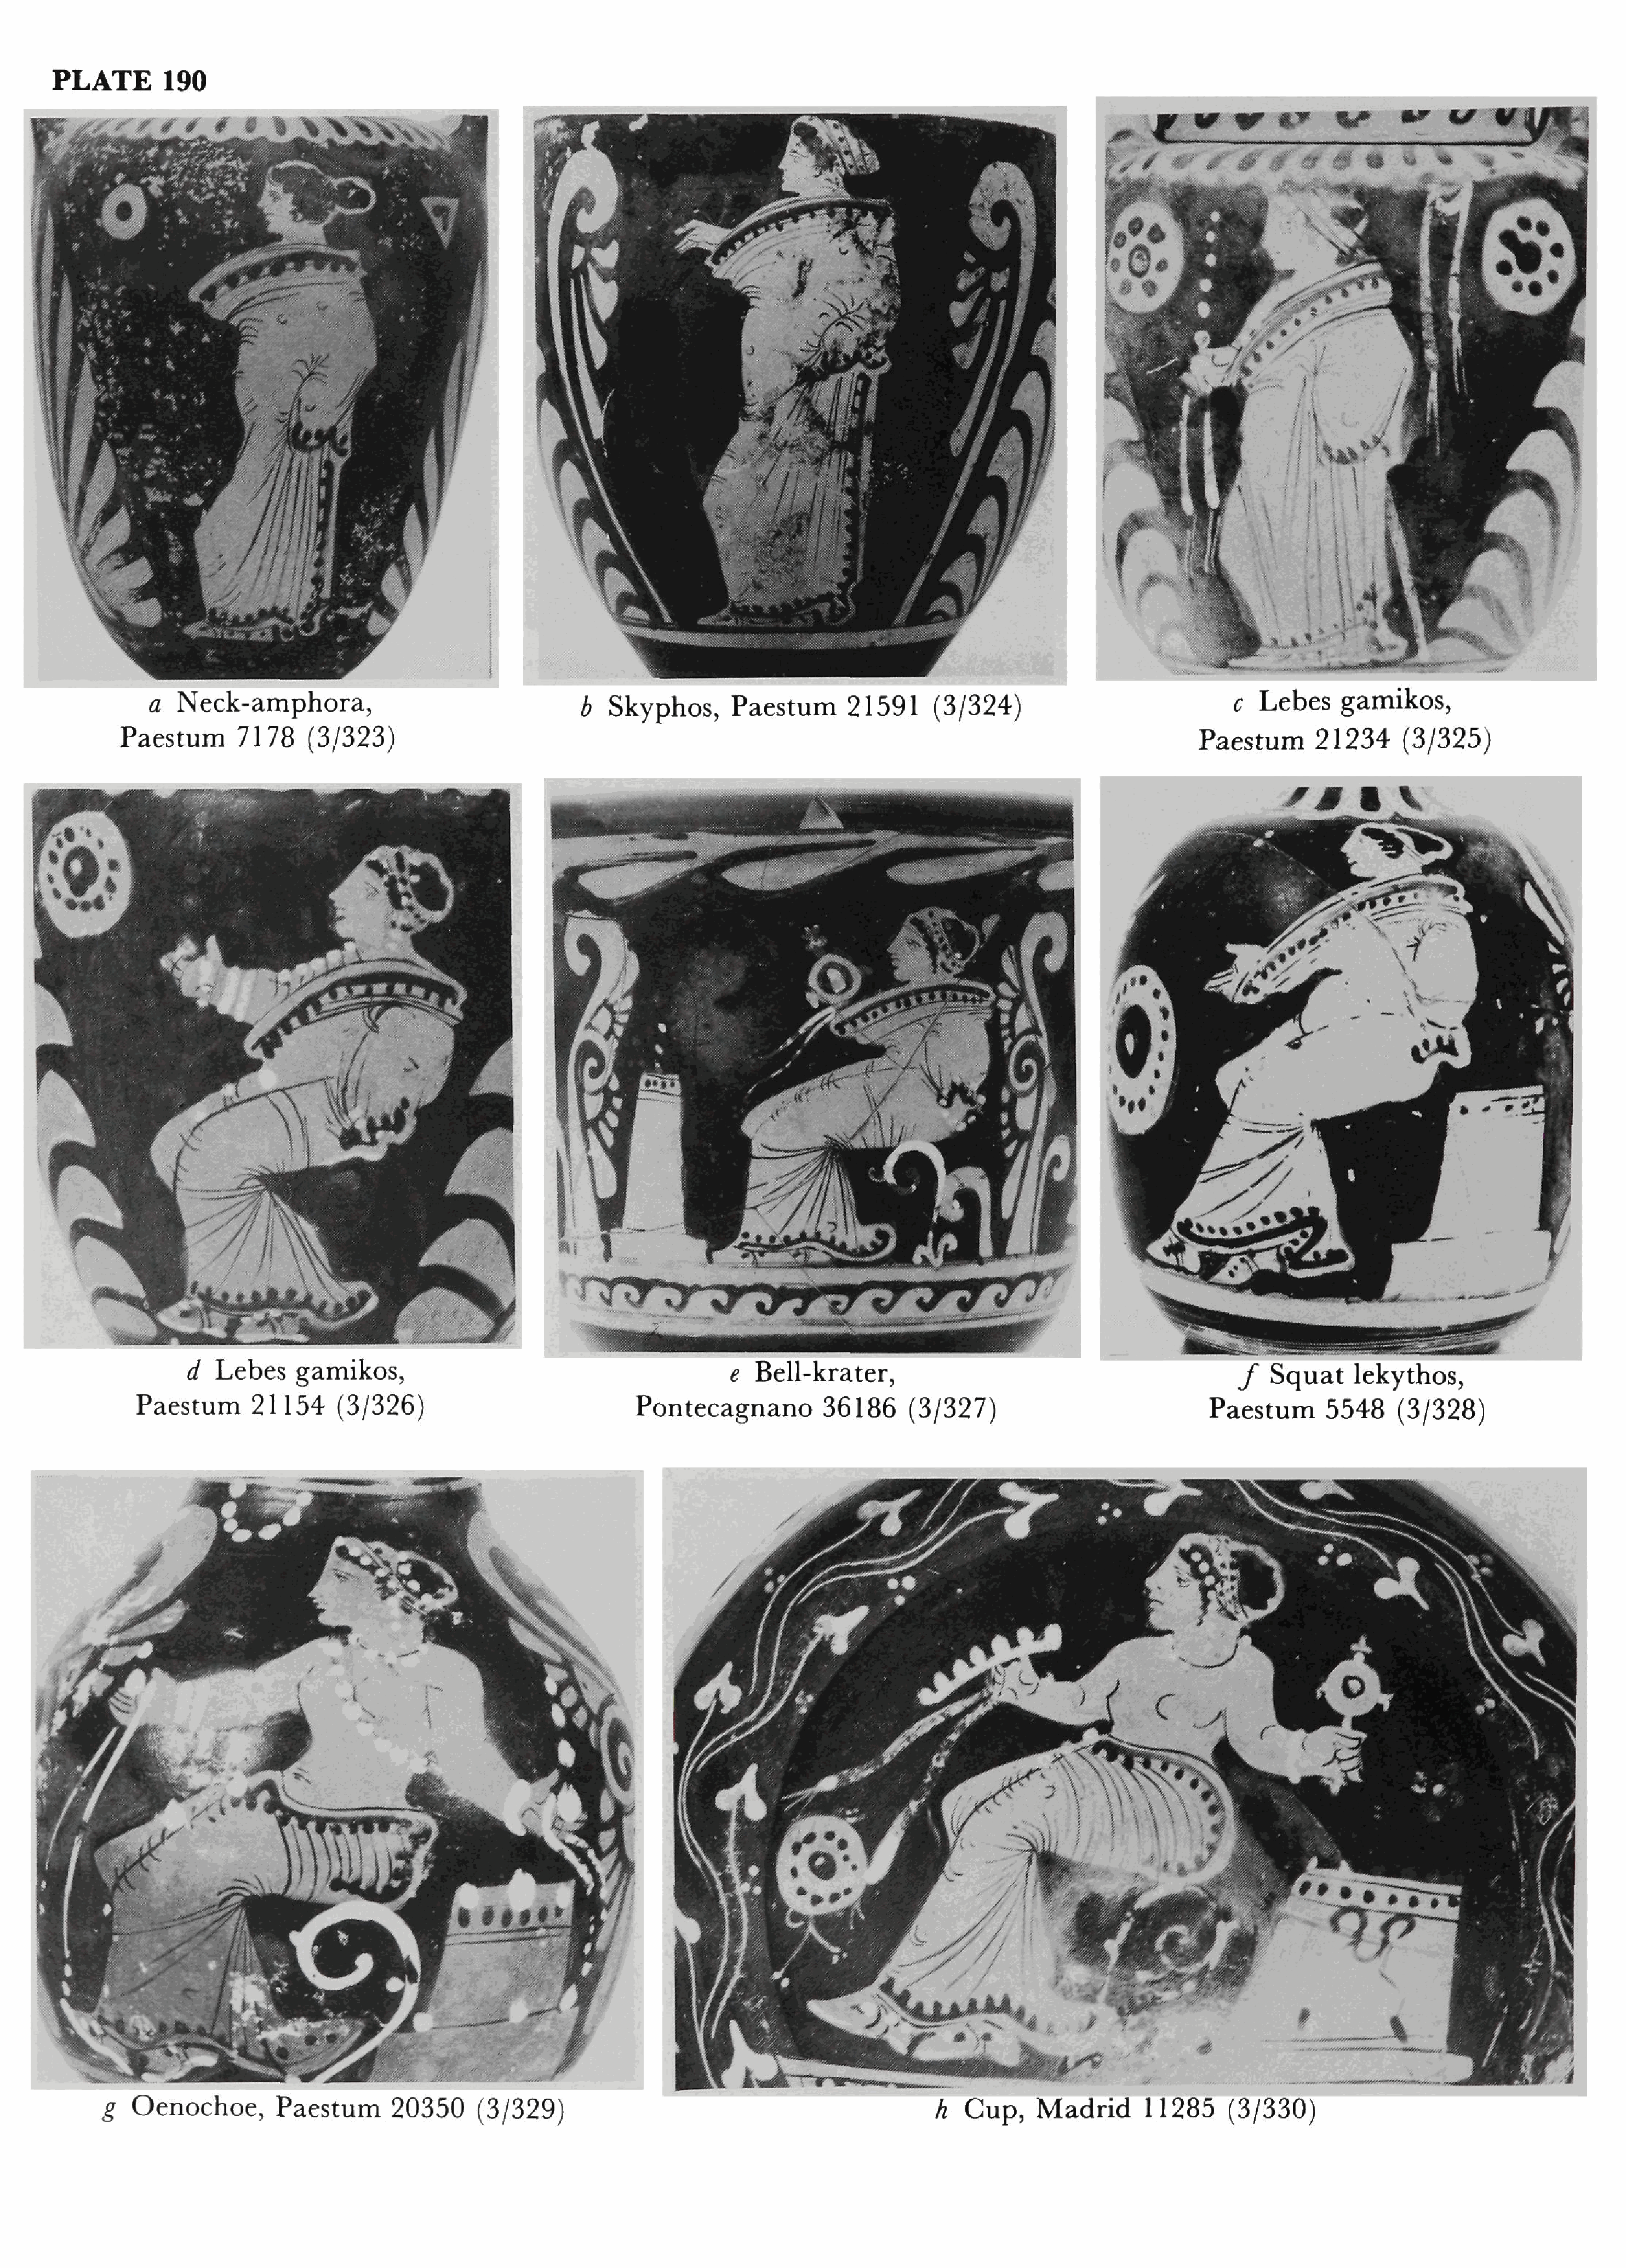 PLATE 190
a Neck-amphora,
Paestum 7178 (3/323)
b Skyphos, Paestum 21591 (3/324)
c Lebes gamikos,
Paestum 21234 (3/325)
d Lebes gamikos,
Paestum 21154 (3/326)
e Bell-krater,
Pontecagnano 36186 (3/327)
f Squat lekythos,
Paestum 5548 (3/328)
g Oenochoe, Paestum 20350 (3/329)
h Cup, Madrid 11285 (3/330)